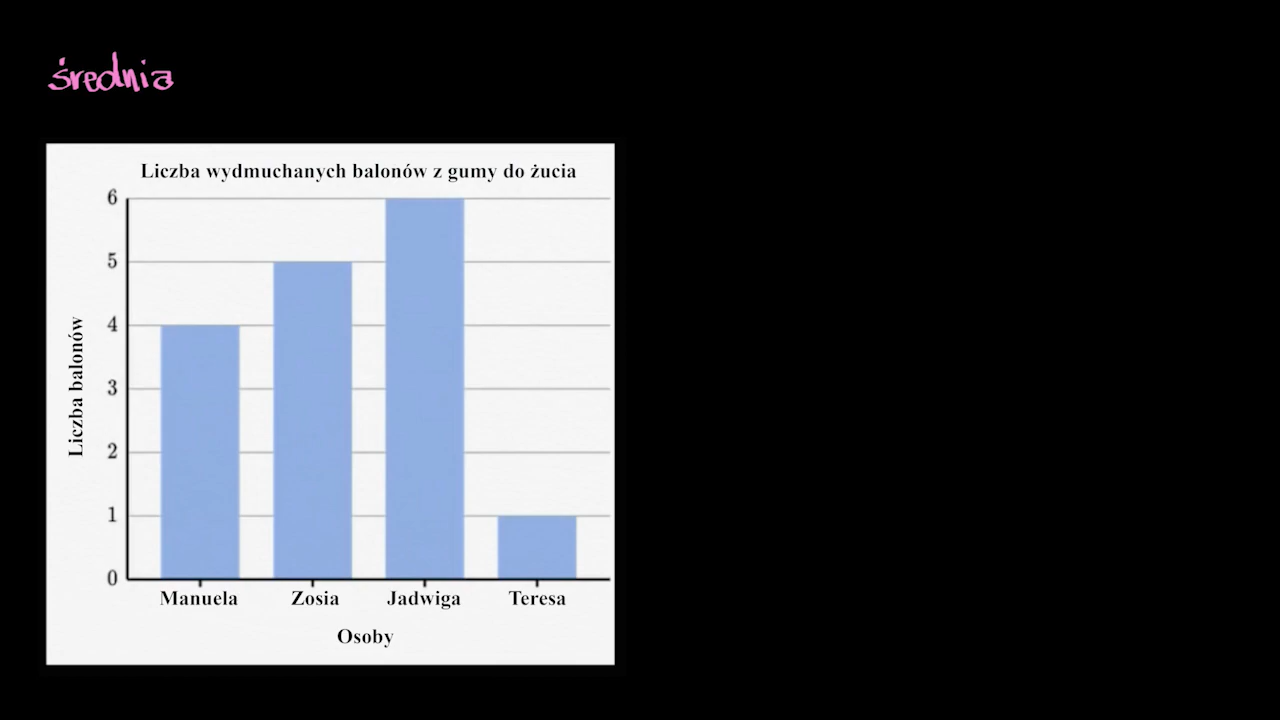 średnia
Liczba wydmuchanych balonów z gumy do żucia
6
5
4
3
2
1
0
Liczba balonów
Manuela Zosia Jadwiga Teresa
Osoby